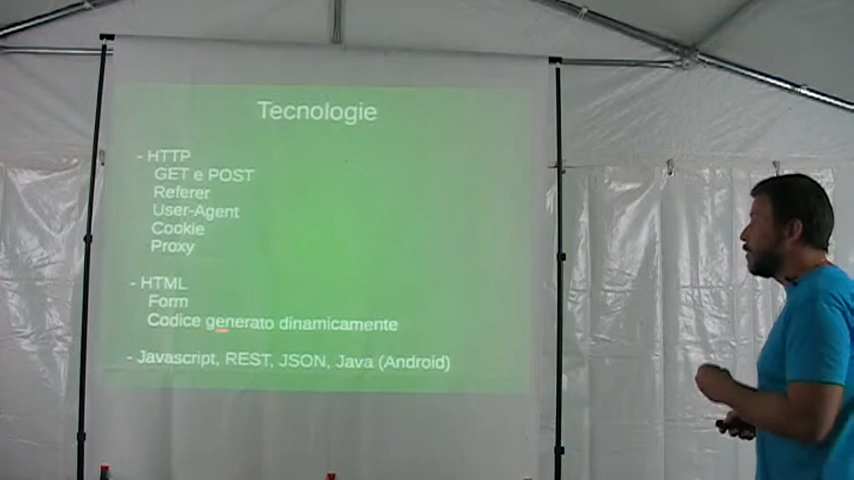 Tecnologie
- HTTP
GET e POST
Referer
User-Agent
Cookie
Proxy
- HTML
Form
Codice generato dinamicamente
- Javascript, REST, JSON, Java (Android)